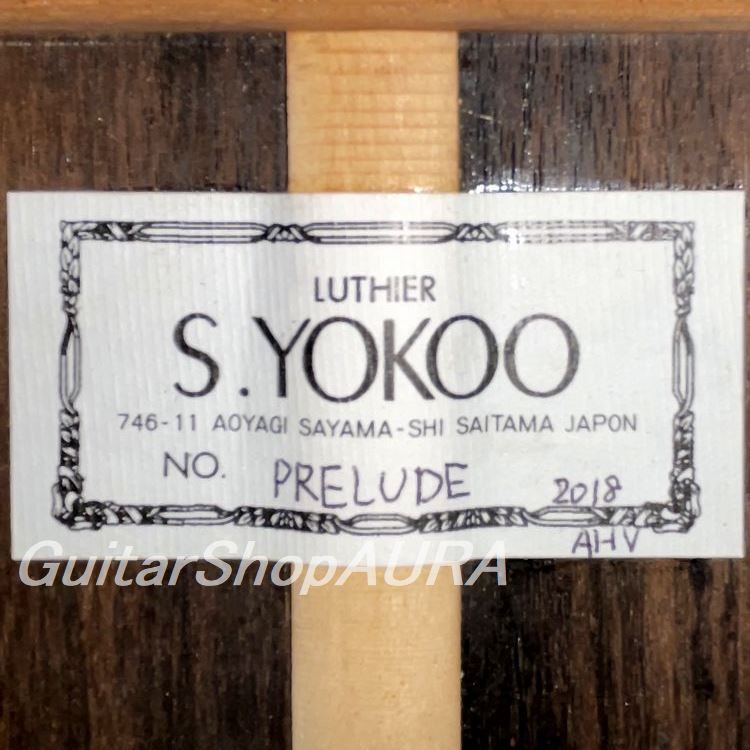 LUTHIER
S.YOKOO
746-11 AOYAGI SAYAMA-SHI SAITAMA JAPON
NO. PRELUDE 2018
AHV
GuitarShopAURA